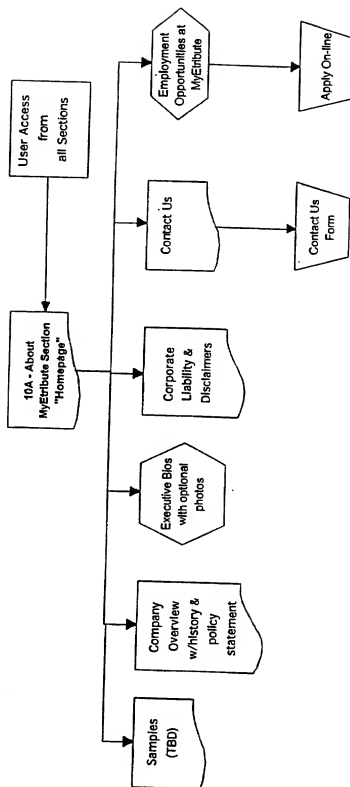 User Access
from
all Sections
10A - About
MyEtribute Section
"Homepage"
Samples
(TBD)
Company
Overview
w/history &
policy
statement
Executive Bios
with optional
photos
Corporate
Liability &
Disclaimers
Contact Us
Employment
Opportunities at
MyEtribute
Contact Us
Form
Apply On-line